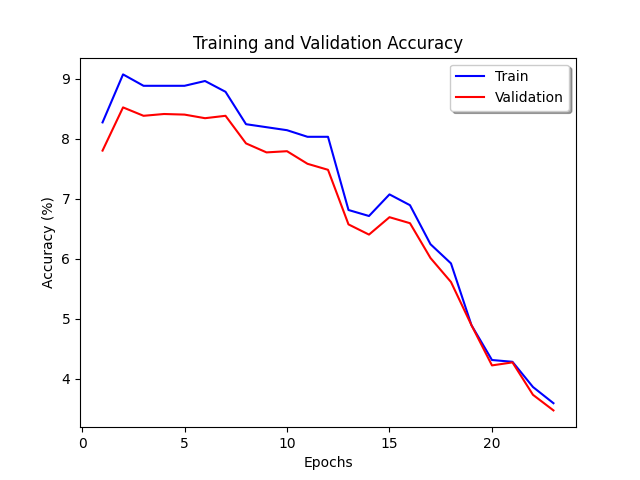 Training and Validation Accuracy
Train
Validation
9
8
7
6
5
4
Accuracy (%)
0
5
10
15
20
Epochs